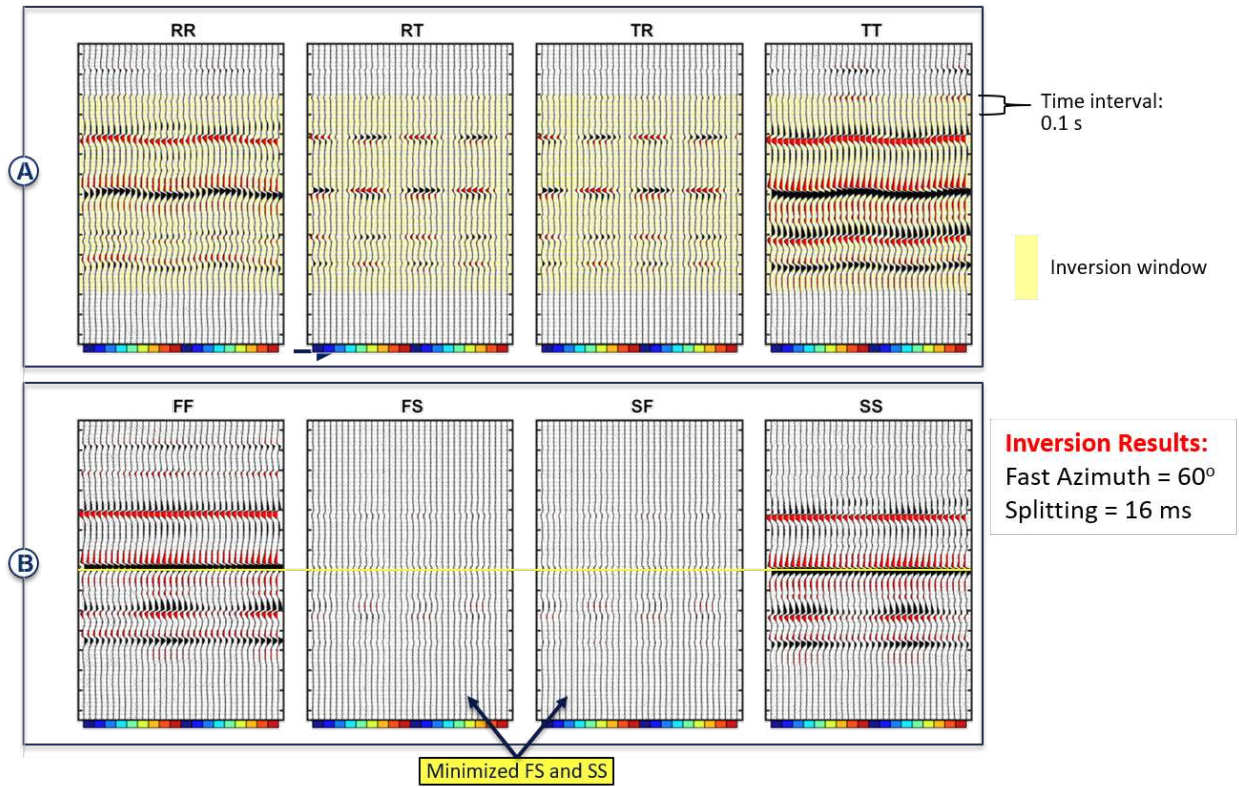 RR RT TR TT
Time interval:
0.1 s
A
Inversion window
FF FS SF SS
Inversion Results:
Fast Azimuth = 60º
Splitting = 16 ms
B
Minimized FS and SS